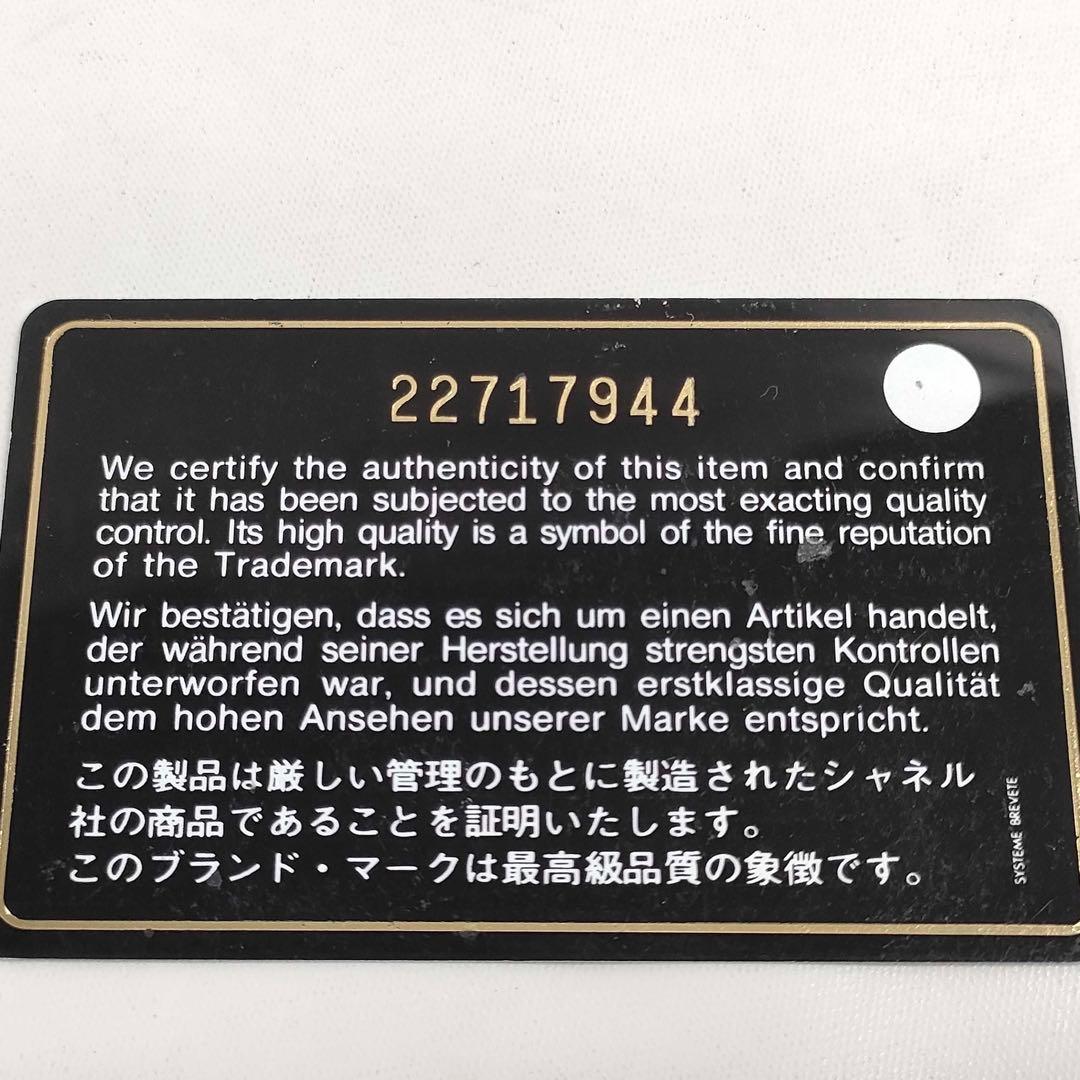 22717944
We certify the authenticity of this item and confirm
that it has been subjected to the most exacting quality
control. Its high quality is a symbol of the fine reputation
of the Trademark.
Wir bestätigen, dass es sich um einen Artikel handelt,
der während seiner Herstellung strengsten Kontrollen
unterworfen war, und dessen erstklassige Qualität
dem hohen Ansehen unserer Marke entspricht.
この製品は厳しい管理のもとに製造されたシャネル
社の商品であることを証明いたします。
このブランド・マークは最高級品質の象徴です。
SYSTEME BREVETE